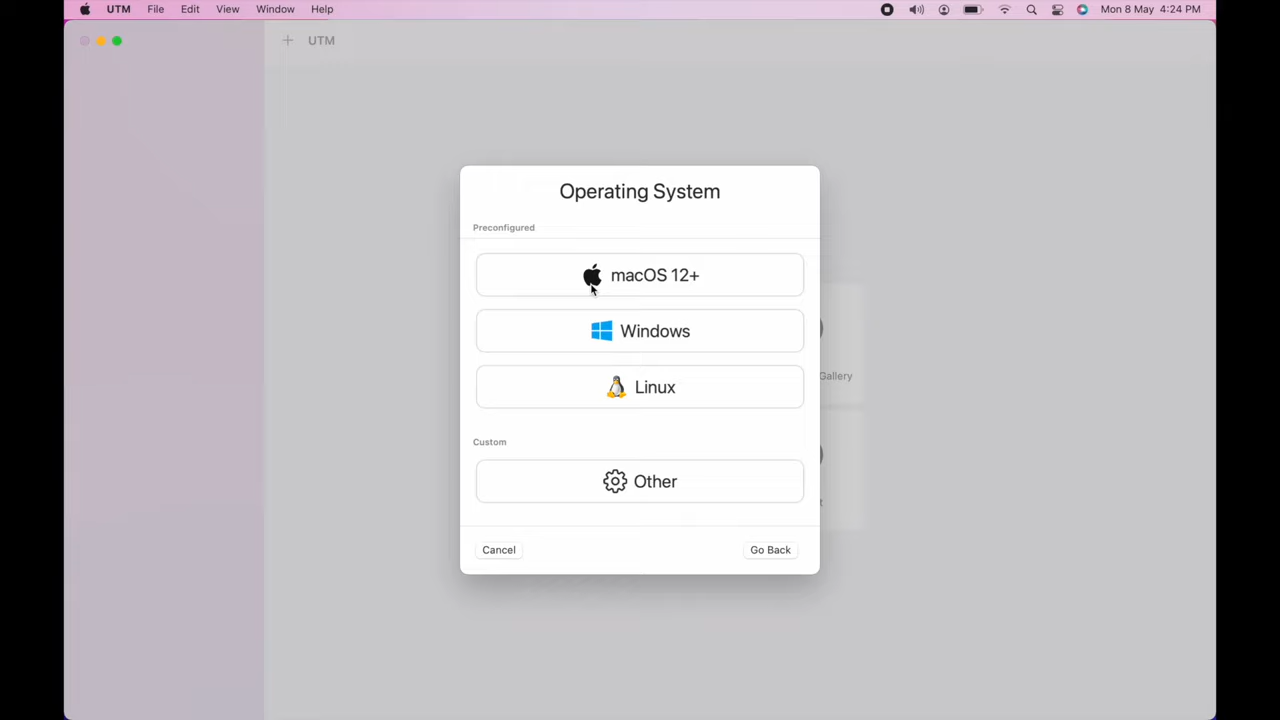 UTM File Edit View Window Help Mon 8 May 4:24 PM
UTM
Operating System
Preconfigured
macOS 12+
Windows
Linux
Gallery
Custom
Other
Cancel Go Back